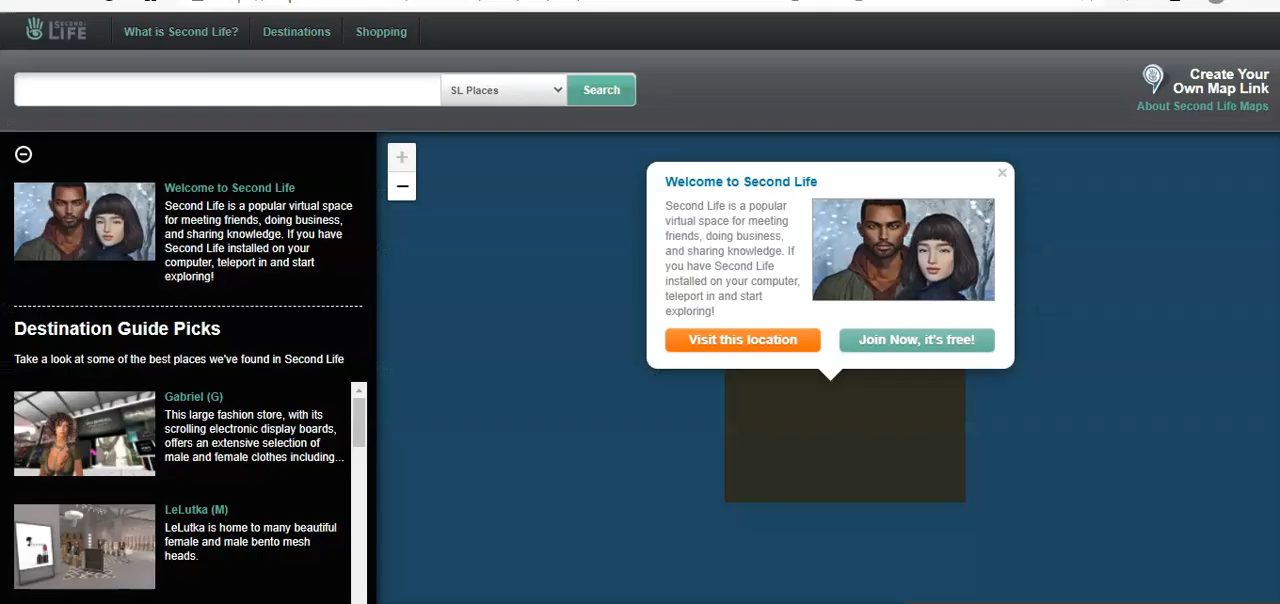 SECOND LIFE
What is Second Life?
Destinations
Shopping
SL Places
Search
Create Your
Own Map Link
About Second Life Maps
Welcome to Second Life
Second Life is a popular virtual space
for meeting friends, doing business,
and sharing knowledge. If you have
Second Life installed on your
computer, teleport in and start
exploring!
Destination Guide Picks
Take a look at some of the best places we've found in Second Life
Gabriel (G)
This large fashion store, with its
scrolling electronic display boards,
offers an extensive selection of
male and female clothes including...
LeLutka (M)
LeLutka is home to many beautiful
female and male bento mesh
heads.
+
−
Welcome to Second Life
Second Life is a popular
virtual space for meeting
friends, doing business,
and sharing knowledge. If
you have Second Life
installed on your computer,
teleport in and start
exploring!
Visit this location
Join Now, it's free!